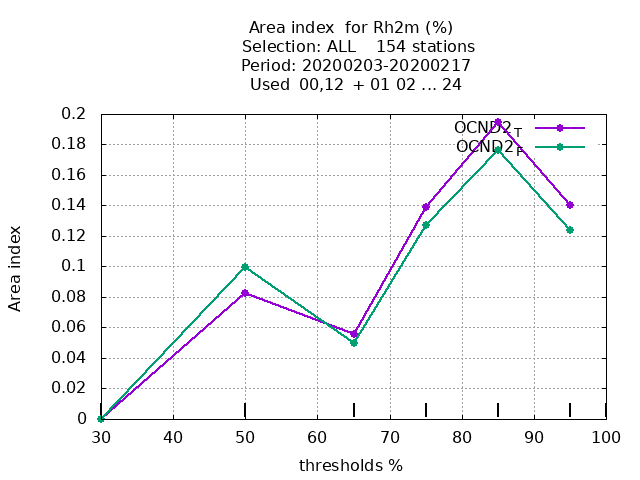 Area index  for Rh2m (%)
Selection: ALL    154 stations
Period: 20200203-20200217
Used  00,12  + 01 02 ... 24
0.2
0.18
0.16
0.14
0.12
0.1
0.08
0.06
0.04
0.02
0
Area index
OCND2T
OCND2F
30 40 50 60 70 80 90 100
thresholds %